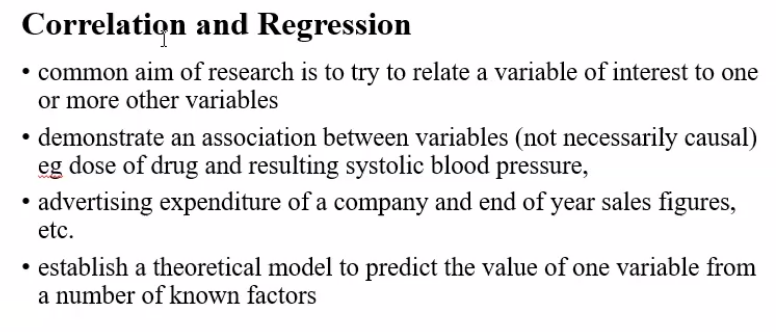 Correlation and Regression
• common aim of research is to try to relate a variable of interest to one
or more other variables
• demonstrate an association between variables (not necessarily causal)
eg dose of drug and resulting systolic blood pressure,
• advertising expenditure of a company and end of year sales figures,
etc.
• establish a theoretical model to predict the value of one variable from
a number of known factors